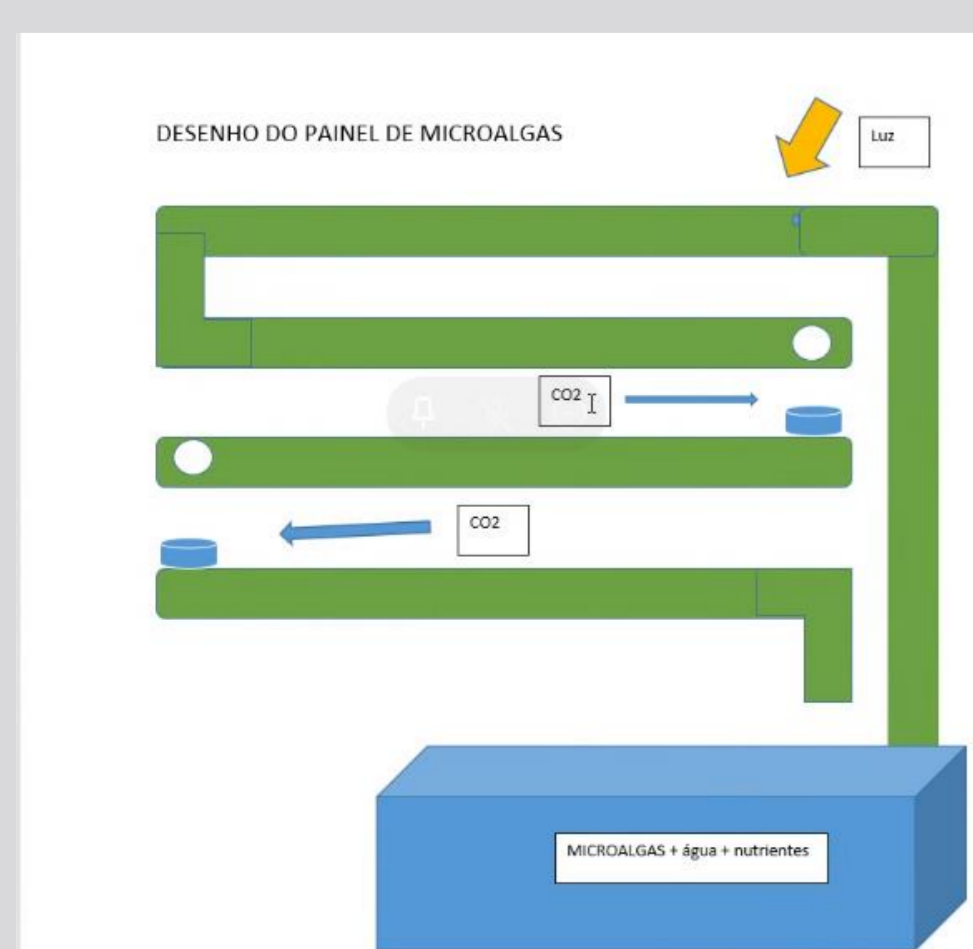 DESENHO DO PAINEL DE MICROALGAS
Luz
CO2
CO2
MICROALGAS + água + nutrientes